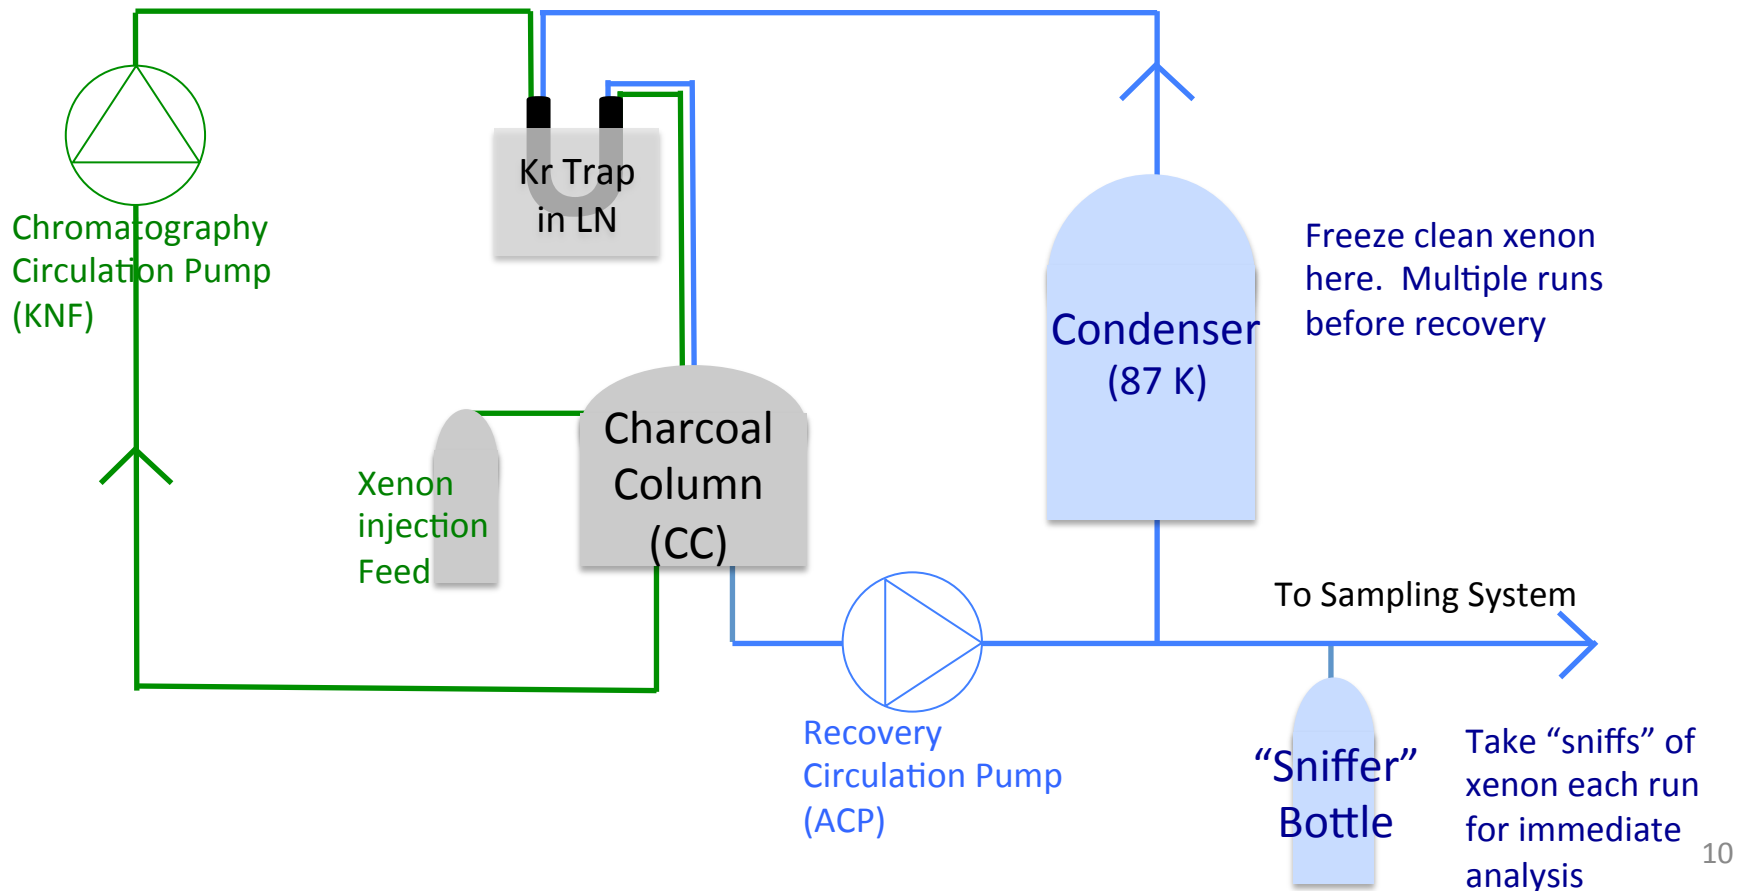 Kr Trap
in LN
Chromatography
Circulation Pump
(KNF)
Freeze clean xenon
here. Multiple runs
before recovery
Condenser
(87 K)
Charcoal
Column
(CC)
Xenon
injection
Feed
To Sampling System
Recovery
Circulation Pump
(ACP)
“Sniffer”
Bottle
Take “sniffs” of
xenon each run
for immediate
analysis
10